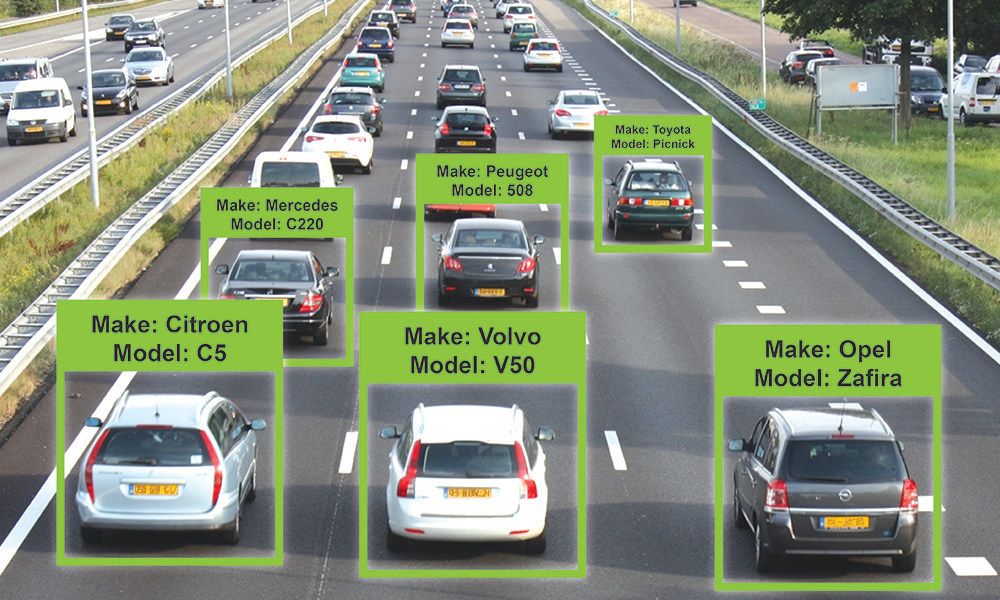 Make: Toyota
Model: Picnick
Make: Peugeot
Model: 508
Make: Mercedes
Model: C220
Make: Citroen
Model: C5
Make: Volvo
Model: V50
Make: Opel
Model: Zafira